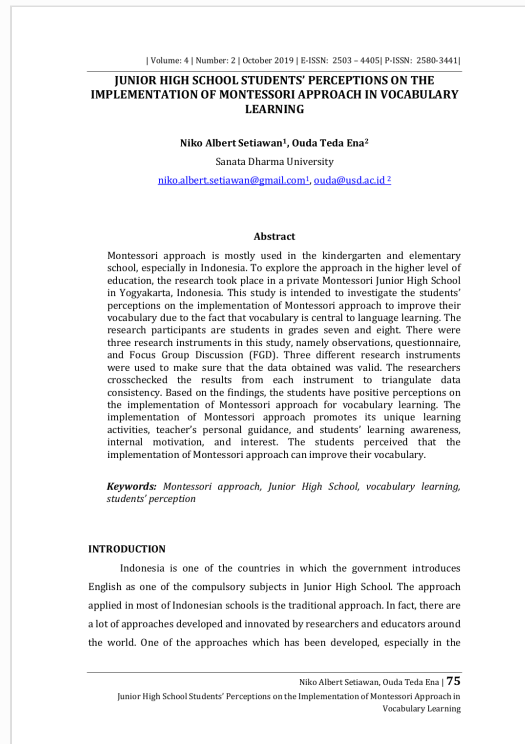 | Volume: 4 | Number: 2 | October 2019 | E-ISSN: 2503 – 4405| P-ISSN: 2580-3441|
JUNIOR HIGH SCHOOL STUDENTS' PERCEPTIONS ON THE
IMPLEMENTATION OF MONTESSORI APPROACH IN VOCABULARY
LEARNING
Niko Albert Setiawan¹, Ouda Teda Ena²
Sanata Dharma University
niko.albert.setiawan@gmail.com¹, ouda@usd.ac.id ²
Abstract
Montessori approach is mostly used in the kindergarten and elementary
school, especially in Indonesia. To explore the approach in the higher level of
education, the research took place in a private Montessori Junior High School
in Yogyakarta, Indonesia. This study is intended to investigate the students'
perceptions on the implementation of Montessori approach to improve their
vocabulary due to the fact that vocabulary is central to language learning. The
research participants are students in grades seven and eight. There were
three research instruments in this study, namely observations, questionnaire,
and Focus Group Discussion (FGD). Three different research instruments
were used to make sure that the data obtained was valid. The researchers
crosschecked the results from each instrument to triangulate data
consistency. Based on the findings, the students have positive perceptions on
the implementation of Montessori approach for vocabulary learning. The
implementation of Montessori approach promotes its unique learning
activities, teacher's personal guidance, and students' learning awareness,
internal motivation, and interest. The students perceived that the
implementation of Montessori approach can improve their vocabulary.
Keywords: Montessori approach, Junior High School, vocabulary learning,
students' perception
INTRODUCTION
Indonesia is one of the countries in which the government introduces
English as one of the compulsory subjects in Junior High School. The approach
applied in most of Indonesian schools is the traditional approach. In fact, there are
a lot of approaches developed and innovated by researchers and educators around
the world. One of the approaches which has been developed, especially in the
Niko Albert Setiawan, Ouda Teda Ena | 75
Junior High School Students' Perceptions on the Implementation of Montessori Approach in
Vocabulary Learning